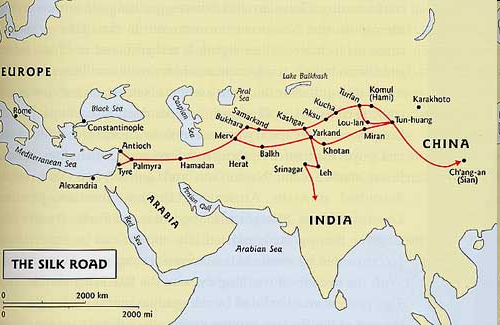 EUROPE
Rome
Black Sea
Constantinople
Mediterranean Sea
Antioch
Tyre
Palmyra
Alexandria
Hamadan
Caspian Sea
Aral
Sea
Lake Balkhash
Bukhara
Samarkand
Merv
Herat
Balkh
Kashgar
Aksu
Kucha
Turfan
Komul
(Hami)
Karakhoto
Lou-lan
Tun-huang
Miran
Yarkand
Khotan
Srinagar
Leh
CHINA
Ch'ang-an
(Sian)
INDIA
ARABIA
Persian Gulf
Red Sea
Arabian Sea
THE SILK ROAD
0
2000 km
0
2000 mi